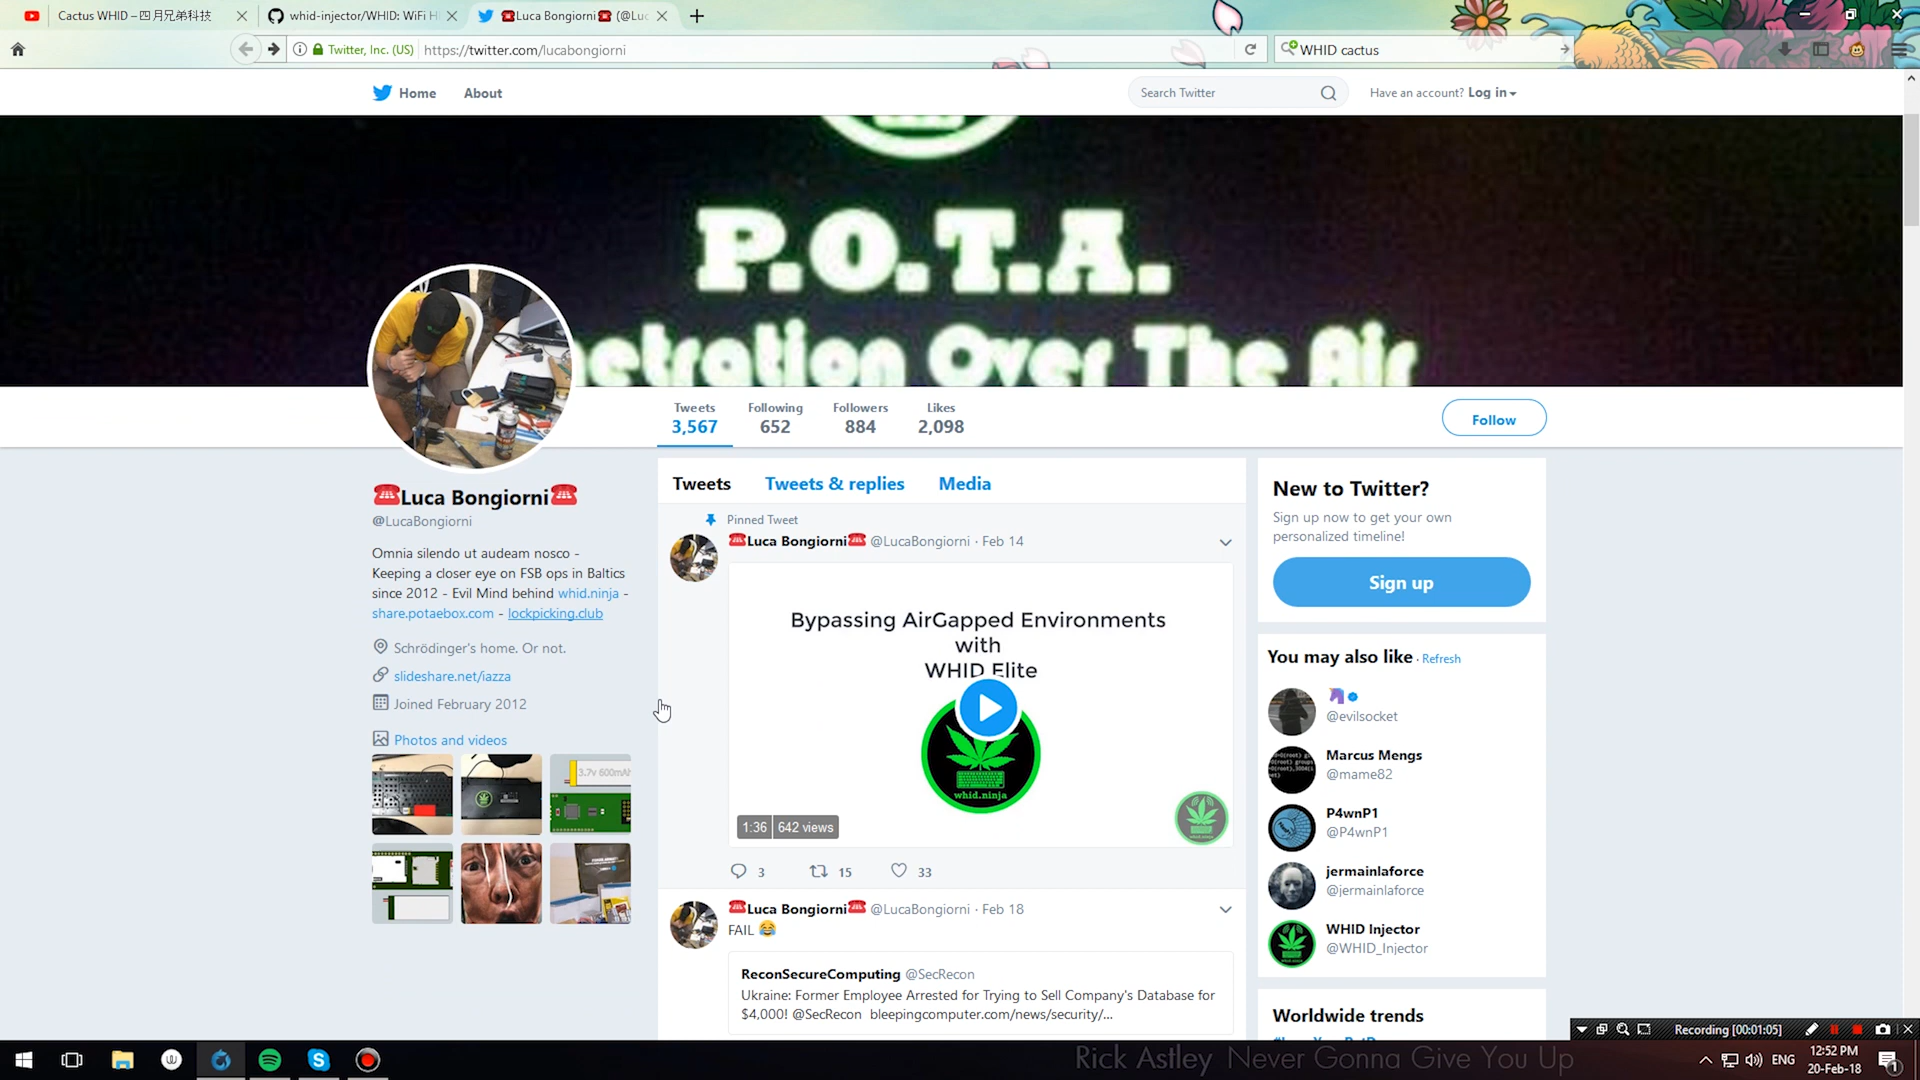 Cactus WHID – 四月兄弟科技
whid-injector/WHID: WiFi H
☎Luca Bongiorni☎ (@Luc
Twitter, Inc. (US)
https://twitter.com/lucabongiorni
WHID cactus
Home
About
Search Twitter
Have an account? Log in
P.O.T.A.
netration Over The Air
Tweets
3,567
Following
652
Followers
884
Likes
2,098
Follow
☎Luca Bongiorni☎
@LucaBongiorni
Omnia silendo ut audeam nosco -
Keeping a closer eye on FSB ops in Baltics
since 2012 - Evil Mind behind whid.ninja -
share.potaebox.com - lockpicking.club
Schrödinger's home. Or not.
slideshare.net/iazza
Joined February 2012
Photos and videos
3.7v 600mAh
Tweets
Tweets & replies
Media
Pinned Tweet
☎Luca Bongiorni☎ @LucaBongiorni · Feb 14
Bypassing AirGapped Environments
with
WHID Elite
whid.ninja
1:36
642 views
3
15
33
☎Luca Bongiorni☎ @LucaBongiorni · Feb 18
FAIL 😂
ReconSecureComputing @SecRecon
Ukraine: Former Employee Arrested for Trying to Sell Company's Database for
$4,000! @SecRecon bleepingcomputer.com/news/security/...
New to Twitter?
Sign up now to get your own
personalized timeline!
Sign up
You may also like · Refresh
@evilsocket
Marcus Mengs
@mame82
P4wnP1
@P4wnP1
jermainlaforce
@jermainlaforce
WHID Injector
@WHID_Injector
Worldwide trends
Recording [00:01:05]
Rick Astley Never Gonna Give You Up
ENG
12:52 PM
20-Feb-18
1